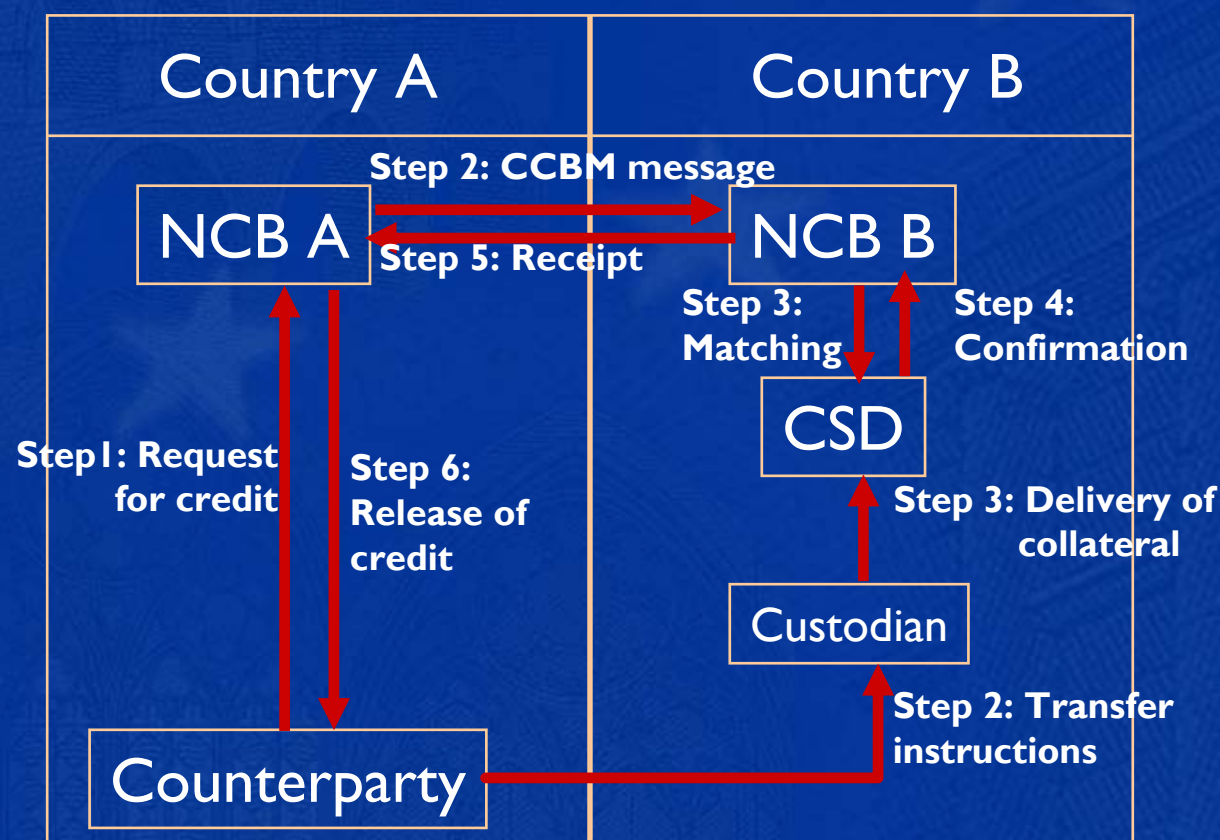 Country A
Country B
Step 2: CCBM message
NCB A
NCB B
Step 5: Receipt
Step 3:
Matching
Step 4:
Confirmation
CSD
Step1: Request
for credit
Step 6:
Release of
credit
Step 3: Delivery of
collateral
Custodian
Step 2: Transfer
instructions
Counterparty